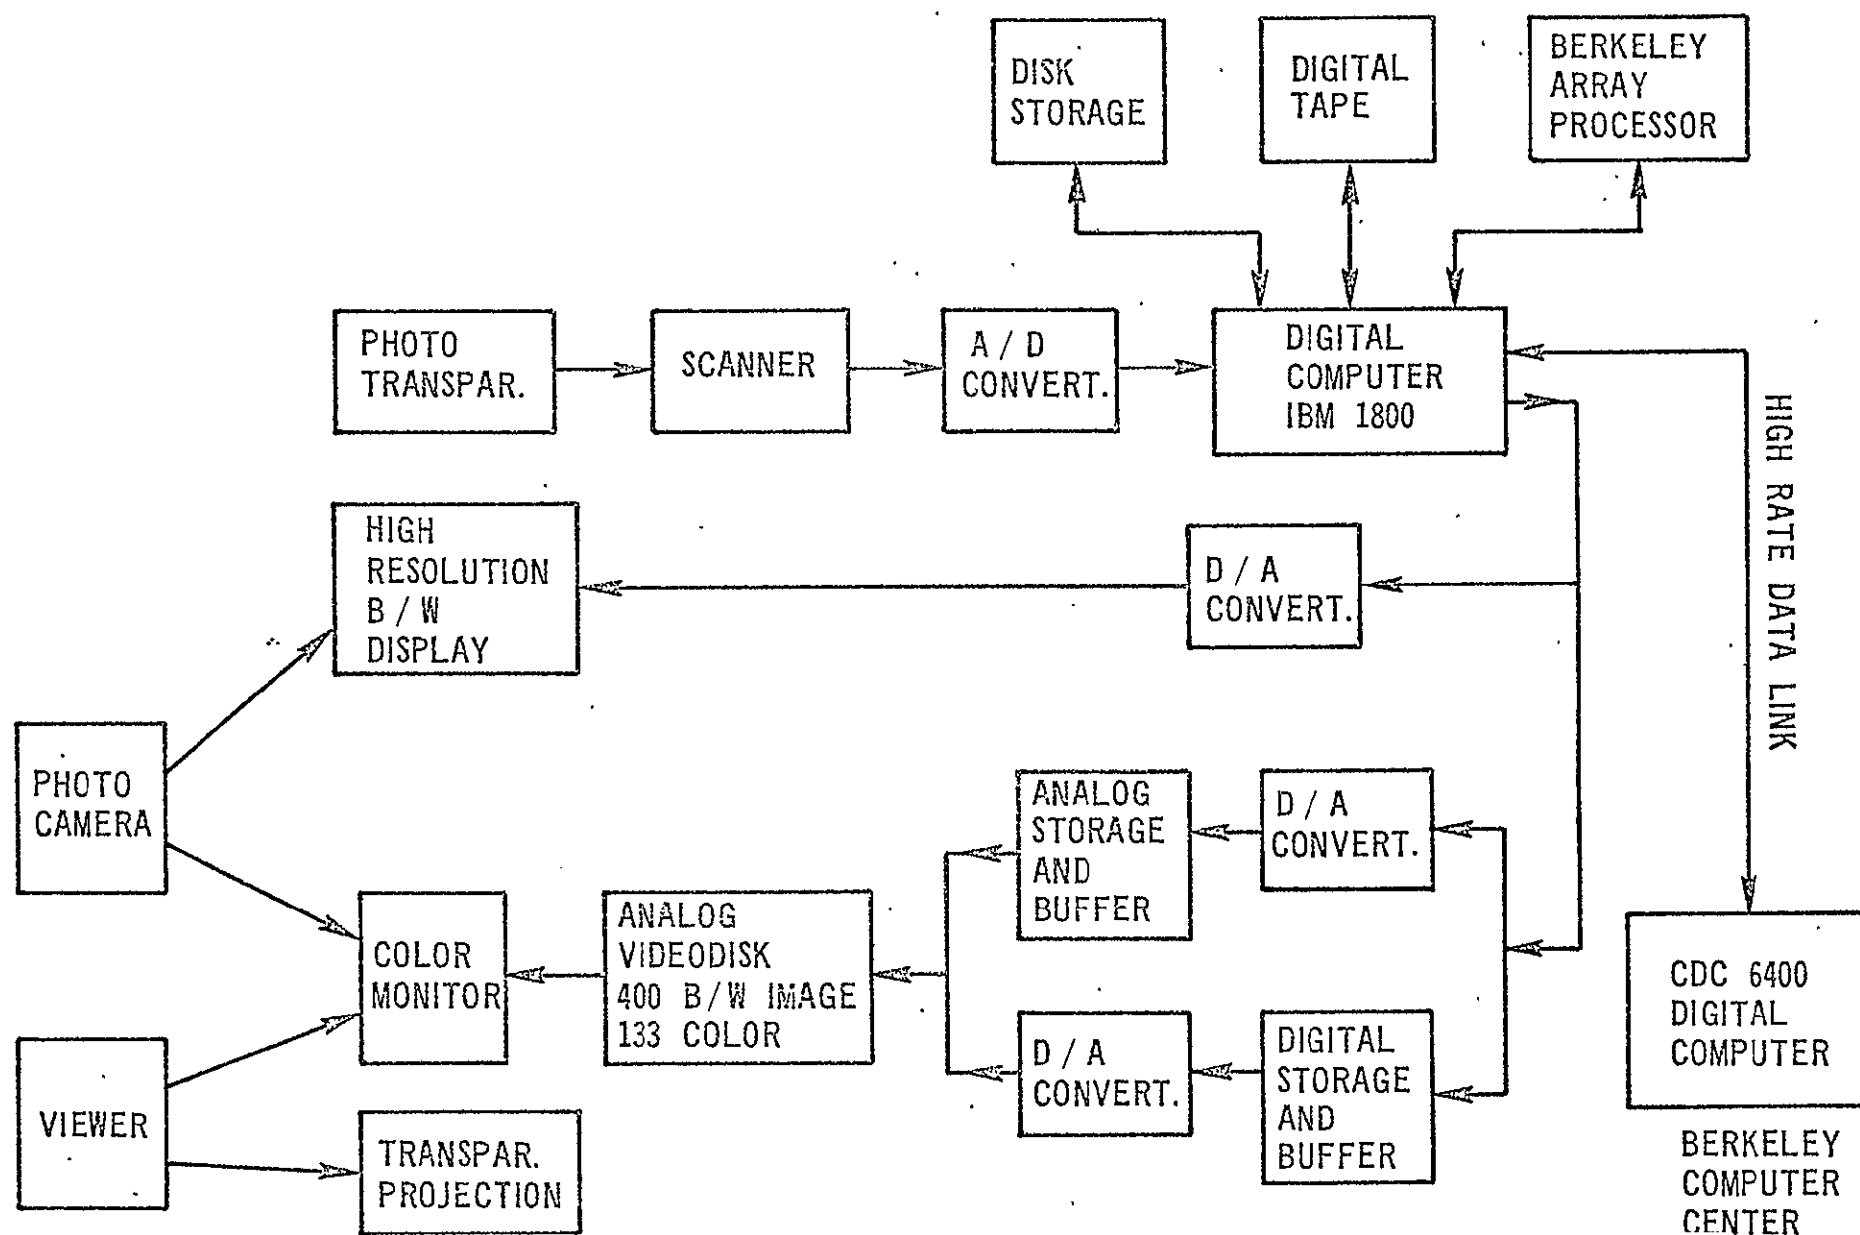 DISK
STORAGE
DIGITAL
TAPE
BERKELEY
ARRAY
PROCESSOR
PHOTO
TRANSPAR.
SCANNER
A / D
CONVERT.
DIGITAL
COMPUTER
IBM 1800
HIGH RATE DATA LINK
HIGH
RESOLUTION
B / W
DISPLAY
D / A
CONVERT.
PHOTO
CAMERA
ANALOG
STORAGE
AND
BUFFER
D / A
CONVERT.
COLOR
MONITOR
ANALOG
VIDEODISK
400 B/W IMAGE
133 COLOR
D / A
CONVERT.
DIGITAL
STORAGE
AND
BUFFER
CDC 6400
DIGITAL
COMPUTER
BERKELEY
COMPUTER
CENTER
VIEWER
TRANSPAR.
PROJECTION